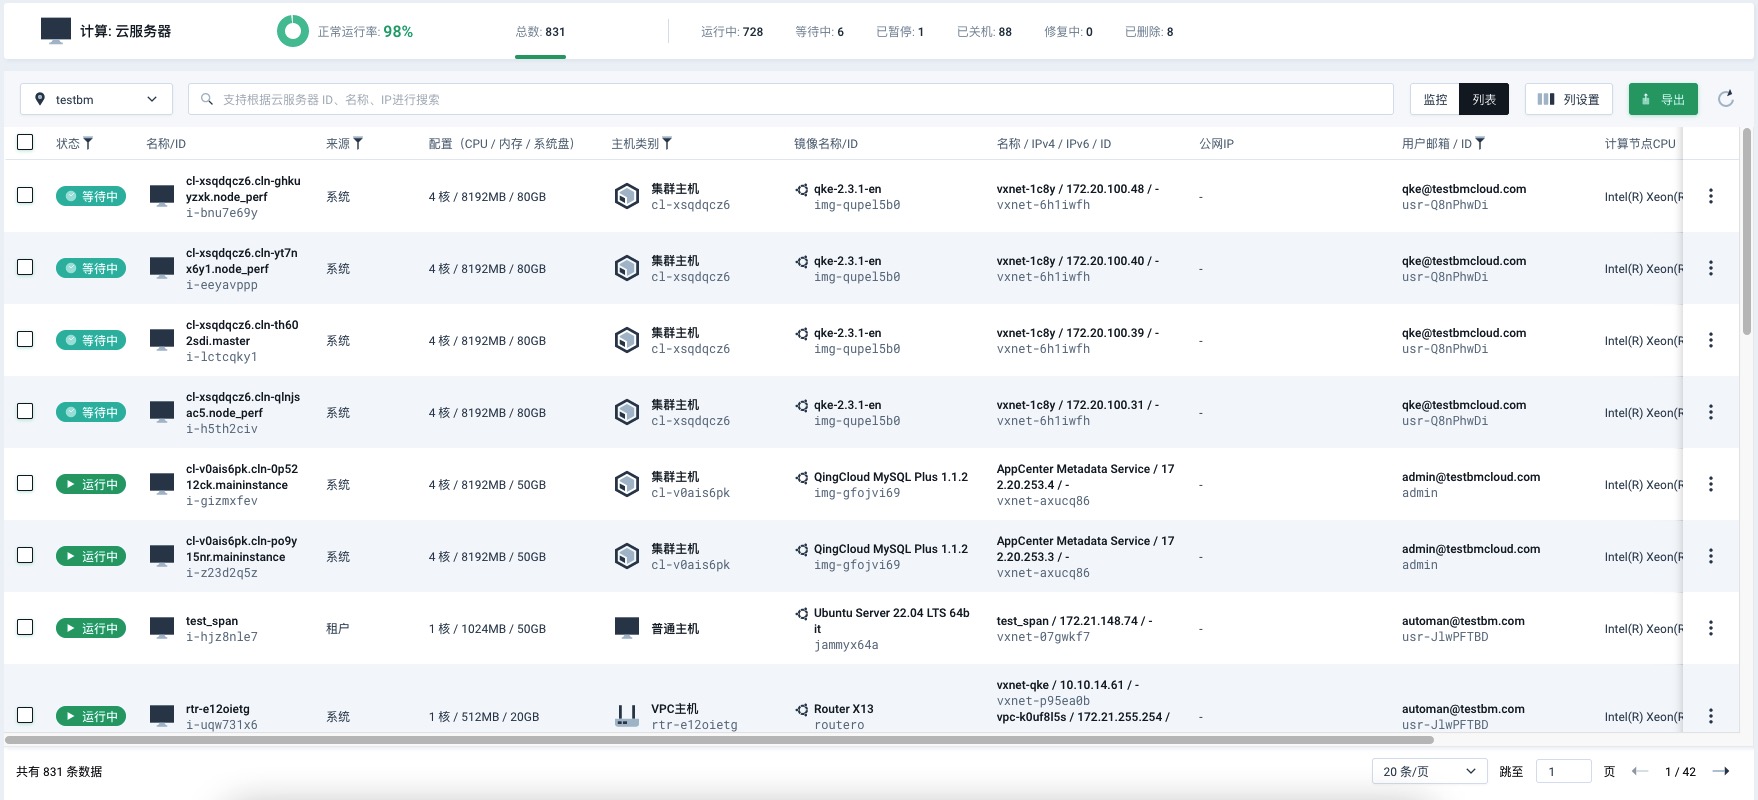 计算: 云服务器
正常运行率: 98%
总数: 831
运行中: 728
等待中: 6
已暂停: 1
已关机: 88
修复中: 0
已删除: 8
testbm
支持根据云服务器 ID、名称、IP进行搜索
监控
列表
列设置
导出
状态
名称/ID
来源
配置（CPU / 内存 / 系统盘）
主机类别
镜像名称/ID
名称 / IPv4 / IPv6 / ID
公网IP
用户邮箱 / ID
计算节点CPU
等待中
cl-xsqdqcz6.cln-ghku
yzxk.node_perf
i-bnu7e69y
系统
4 核 / 8192MB / 80GB
集群主机
cl-xsqdqcz6
qke-2.3.1-en
img-qupel5b0
vxnet-1c8y / 172.20.100.48 / -
vxnet-6h1iwfh
-
qke@testbmcloud.com
usr-Q8nPhwDi
Intel(R) Xeon(R
等待中
cl-xsqdqcz6.cln-yt7n
x6y1.node_perf
i-eeyavppp
系统
4 核 / 8192MB / 80GB
集群主机
cl-xsqdqcz6
qke-2.3.1-en
img-qupel5b0
vxnet-1c8y / 172.20.100.40 / -
vxnet-6h1iwfh
-
qke@testbmcloud.com
usr-Q8nPhwDi
Intel(R) Xeon(R
等待中
cl-xsqdqcz6.cln-th60
2sdi.master
i-lctcqky1
系统
4 核 / 8192MB / 80GB
集群主机
cl-xsqdqcz6
qke-2.3.1-en
img-qupel5b0
vxnet-1c8y / 172.20.100.39 / -
vxnet-6h1iwfh
-
qke@testbmcloud.com
usr-Q8nPhwDi
Intel(R) Xeon(R
等待中
cl-xsqdqcz6.cln-qlnjs
ac5.node_perf
i-h5th2civ
系统
4 核 / 8192MB / 80GB
集群主机
cl-xsqdqcz6
qke-2.3.1-en
img-qupel5b0
vxnet-1c8y / 172.20.100.31 / -
vxnet-6h1iwfh
-
qke@testbmcloud.com
usr-Q8nPhwDi
Intel(R) Xeon(R
运行中
cl-v0ais6pk.cln-0p52
12ck.maininstance
i-gizmxfev
系统
4 核 / 8192MB / 50GB
集群主机
cl-v0ais6pk
QingCloud MySQL Plus 1.1.2
img-gfojvi69
AppCenter Metadata Service / 17
2.20.253.4 / -
vxnet-axucq86
-
admin@testbmcloud.com
admin
Intel(R) Xeon(R
运行中
cl-v0ais6pk.cln-po9y
15nr.maininstance
i-z23d2q5z
系统
4 核 / 8192MB / 50GB
集群主机
cl-v0ais6pk
QingCloud MySQL Plus 1.1.2
img-gfojvi69
AppCenter Metadata Service / 17
2.20.253.3 / -
vxnet-axucq86
-
admin@testbmcloud.com
admin
Intel(R) Xeon(R
运行中
test_span
i-hjz8nle7
租户
1 核 / 1024MB / 50GB
普通主机
Ubuntu Server 22.04 LTS 64b
it
jammyx64a
test_span / 172.21.148.74 / -
vxnet-07gwkf7
-
automan@testbm.com
usr-JlwPFTBD
Intel(R) Xeon(R
运行中
rtr-e12oietg
i-uqw731x6
系统
1 核 / 512MB / 20GB
VPC主机
rtr-e12oietg
Router X13
routero
vxnet-qke / 10.10.14.61 / -
vxnet-p95ea0b
vpc-k0uf8l5s / 172.21.255.254 /
-
automan@testbm.com
usr-JlwPFTBD
Intel(R) Xeon(R
共有 831 条数据
20 条/页
跳至
1
页
1 / 42